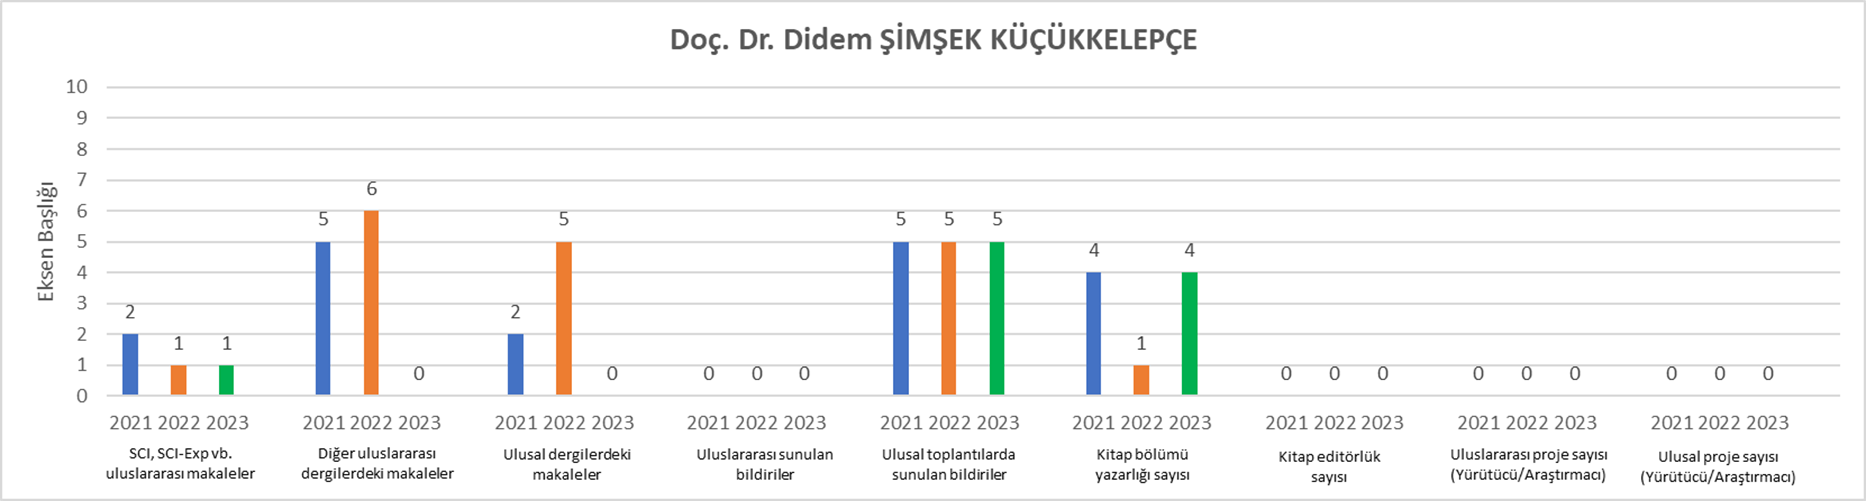 Doç. Dr. Didem ŞİMŞEK KÜÇÜKKELEPÇE
Eksen Başlığı
10
9
8
7
6
5
4
3
2
1
0
2 1 1
5 6 0
2 5 0
0 0 0
5 5 5
4 1 4
0 0 0
0 0 0
0 0 0
2021 2022 2023
SCI, SCI-Exp vb.
uluslararası makaleler
2021 2022 2023
Diğer uluslararası
dergilerdeki makaleler
2021 2022 2023
Ulusal dergilerdeki
makaleler
2021 2022 2023
Uluslararası sunulan
bildiriler
2021 2022 2023
Ulusal toplantılarda
sunulan bildiriler
2021 2022 2023
Kitap bölümü
yazarlığı sayısı
2021 2022 2023
Kitap editörlük
sayısı
2021 2022 2023
Uluslararası proje sayısı
(Yürütücü/Araştırmacı)
2021 2022 2023
Ulusal proje sayısı
(Yürütücü/Araştırmacı)